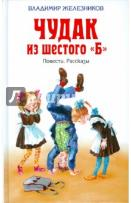 ВЛАДИМИР ЖЕЛЕЗНИКОВ
ЧУДАК
ИЗ ШЕСТОГО «Б»
Повесть. Рассказы